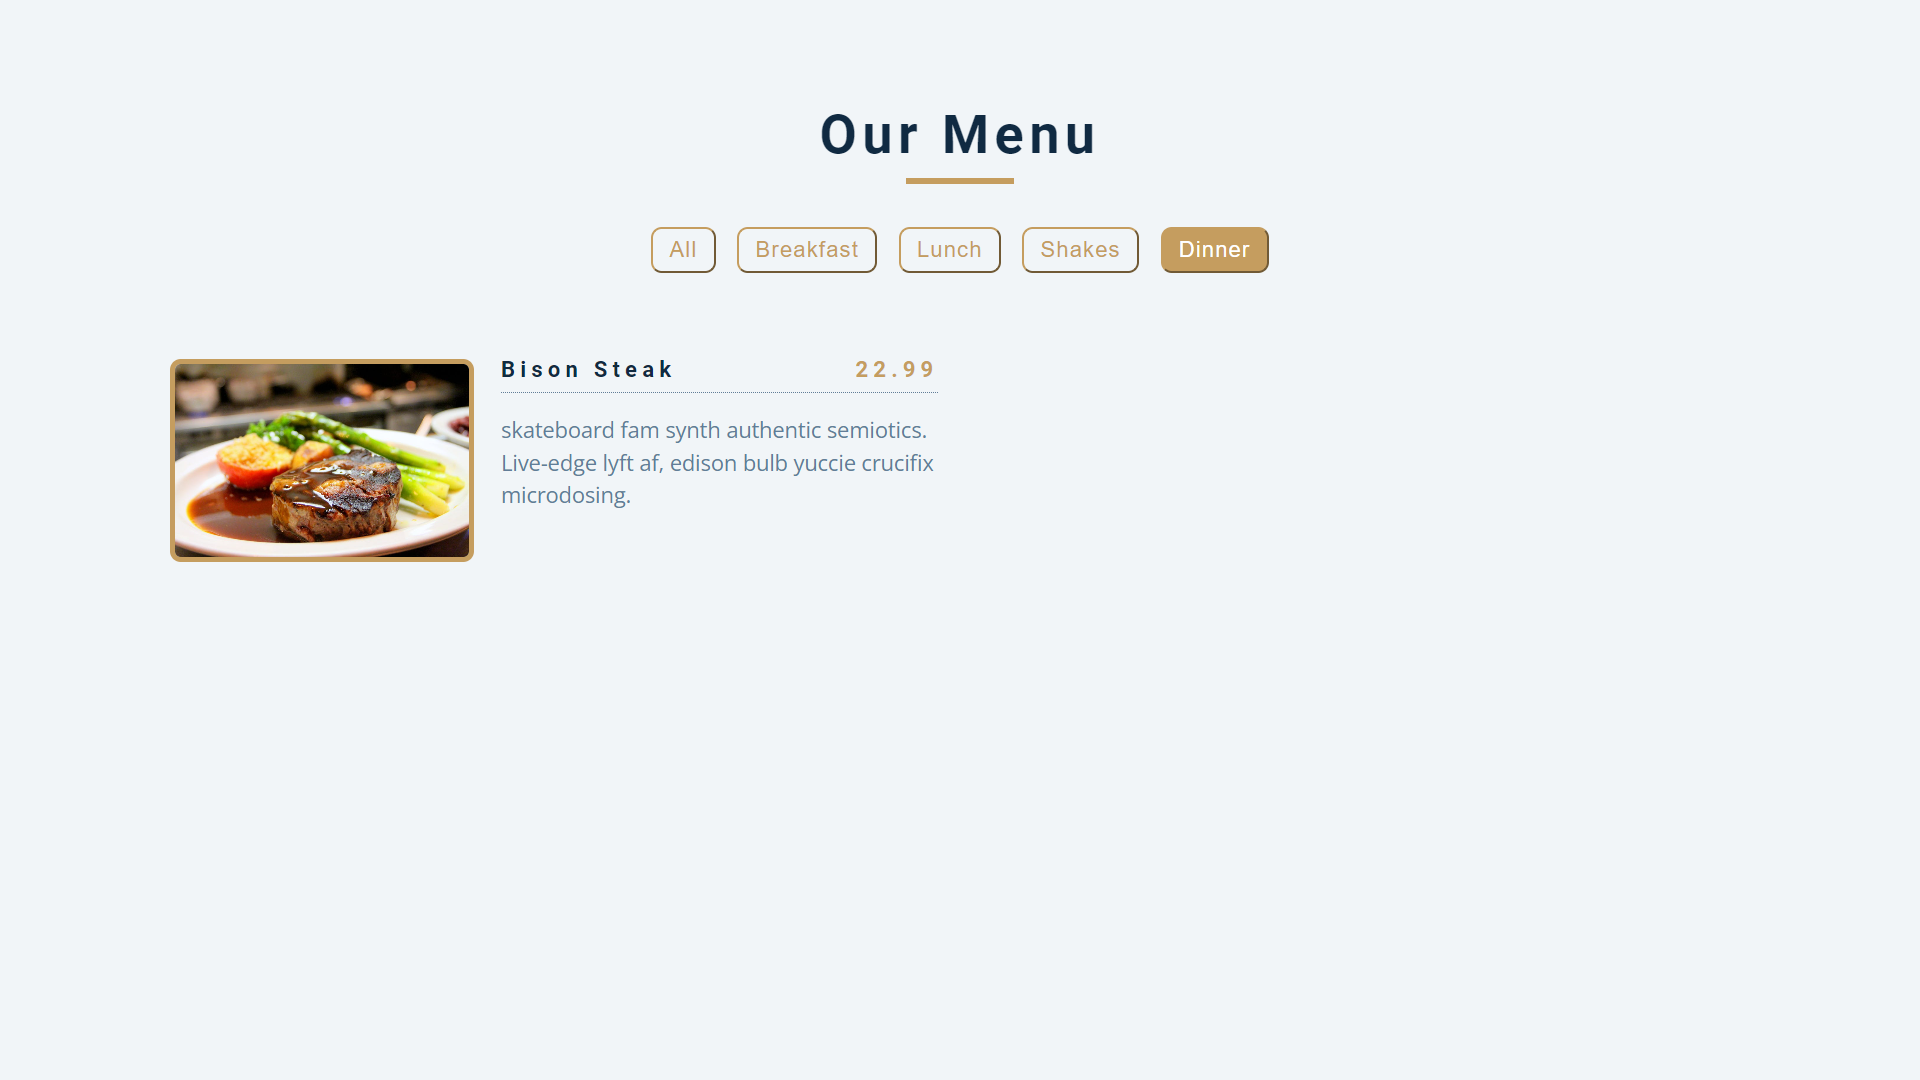 Our Menu
All Breakfast Lunch Shakes Dinner
Bison Steak 22.99
skateboard fam synth authentic semiotics.
Live-edge lyft af, edison bulb yuccie crucifix
microdosing.